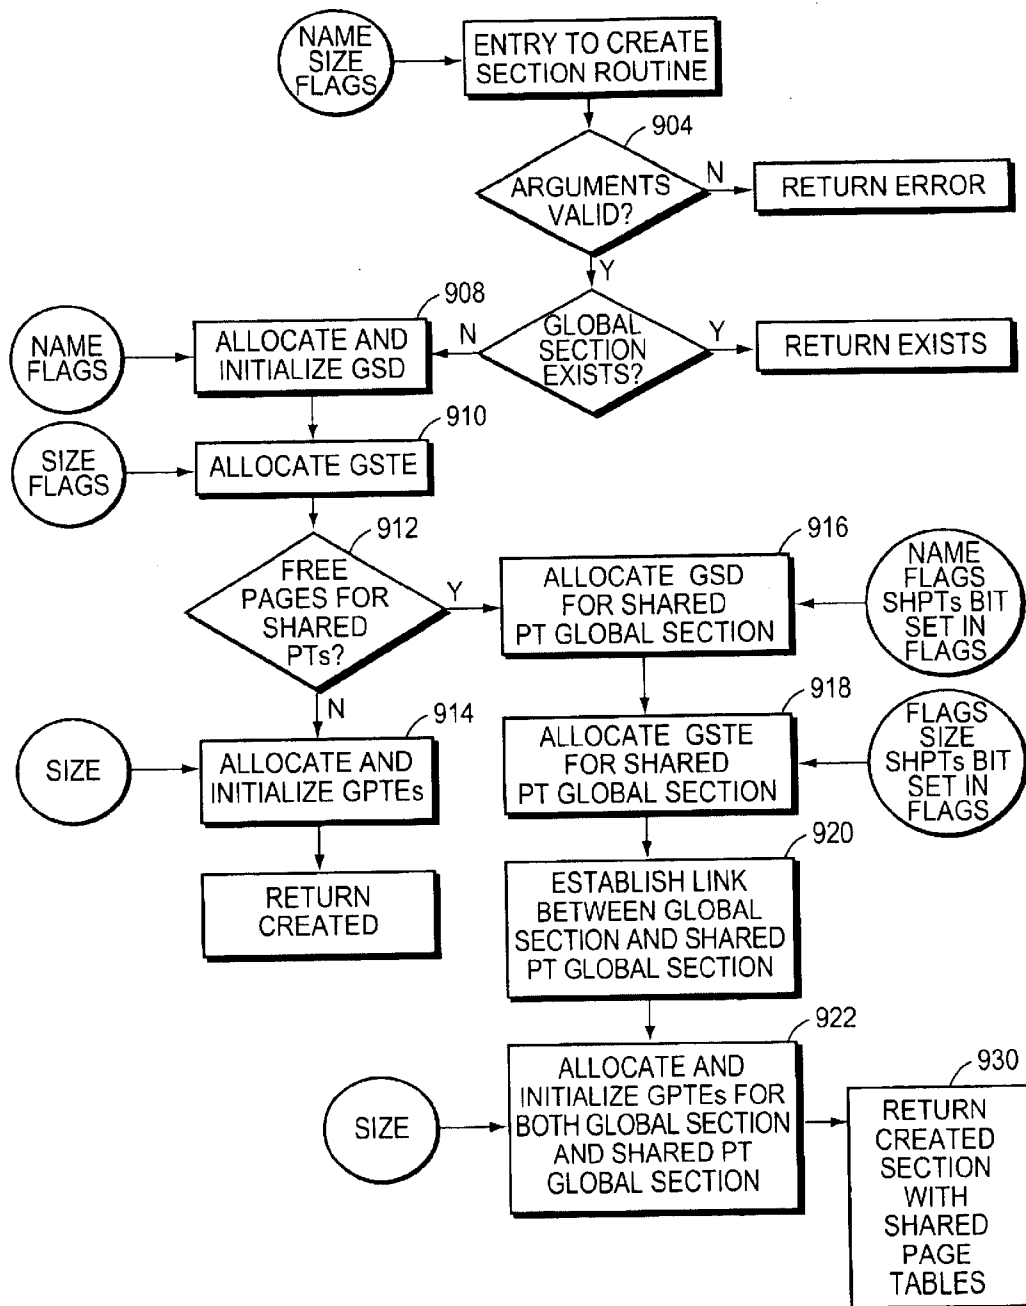 NAME
SIZE
FLAGS
ENTRY TO CREATE
SECTION ROUTINE
904
ARGUMENTS
VALID?
N
RETURN ERROR
Y
908
NAME
FLAGS
ALLOCATE AND
INITIALIZE GSD
N
GLOBAL
SECTION
EXISTS?
Y
RETURN EXISTS
910
SIZE
FLAGS
ALLOCATE GSTE
912
FREE
PAGES FOR
SHARED
PTs?
Y
916
ALLOCATE GSD
FOR SHARED
PT GLOBAL SECTION
NAME
FLAGS
SHPTs BIT
SET IN
FLAGS
N
914
SIZE
ALLOCATE AND
INITIALIZE GPTEs
918
ALLOCATE GSTE
FOR SHARED
PT GLOBAL SECTION
FLAGS
SIZE
SHPTs BIT
SET IN
FLAGS
RETURN
CREATED
920
ESTABLISH LINK
BETWEEN GLOBAL
SECTION AND SHARED
PT GLOBAL SECTION
922
SIZE
ALLOCATE AND
INITIALIZE GPTEs FOR
BOTH GLOBAL SECTION
AND SHARED PT
GLOBAL SECTION
930
RETURN
CREATED
SECTION
WITH
SHARED
PAGE
TABLES